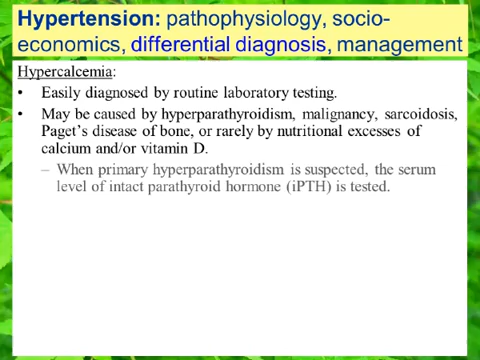 Hypertension: pathophysiology, socio-
economics, differential diagnosis, management
Hypercalcemia:
• Easily diagnosed by routine laboratory testing.
• May be caused by hyperparathyroidism, malignancy, sarcoidosis,
Paget’s disease of bone, or rarely by nutritional excesses of
calcium and/or vitamin D.
– When primary hyperparathyroidism is suspected, the serum
level of intact parathyroid hormone (iPTH) is tested.